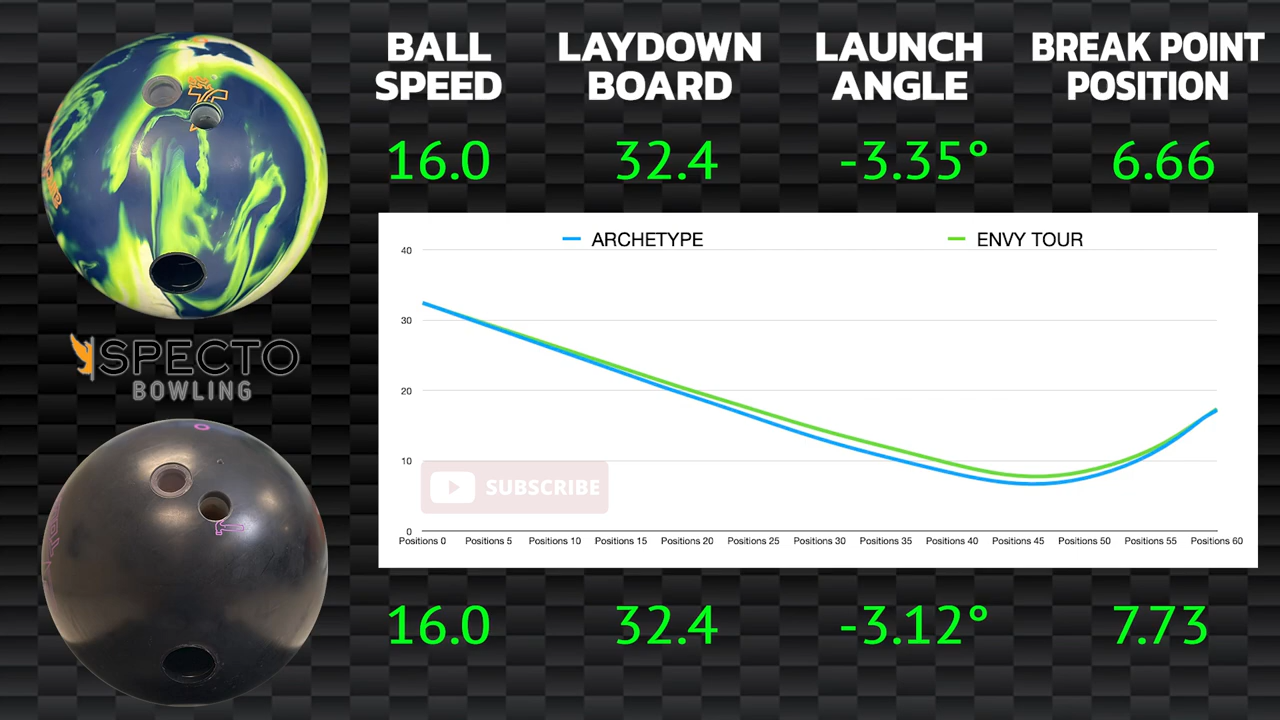 BALL SPEED
LAYDOWN BOARD
LAUNCH ANGLE
BREAK POINT POSITION
16.0
32.4
-3.35°
6.66
SPECTO
BOWLING
ARCHETYPE
ENVY TOUR
40
30
20
10
0
SUBSCRIBE
Positions 0
Positions 5
Positions 10
Positions 15
Positions 20
Positions 25
Positions 30
Positions 35
Positions 40
Positions 45
Positions 50
Positions 55
Positions 60
16.0
32.4
-3.12°
7.73